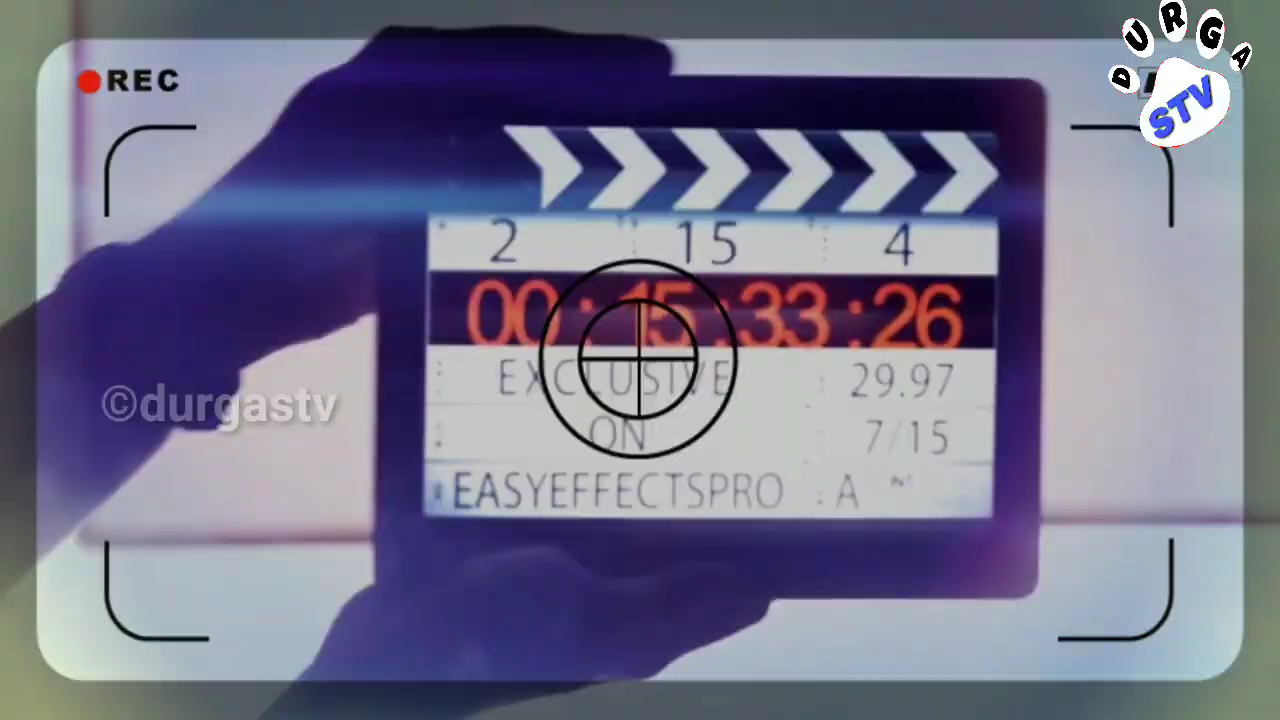 REC
DURGA
STV
2 15 4
00:15:33:26
EXCLUSIVE 29.97
ON 7/15
EASYEFFECTSPRO A
©durgastv